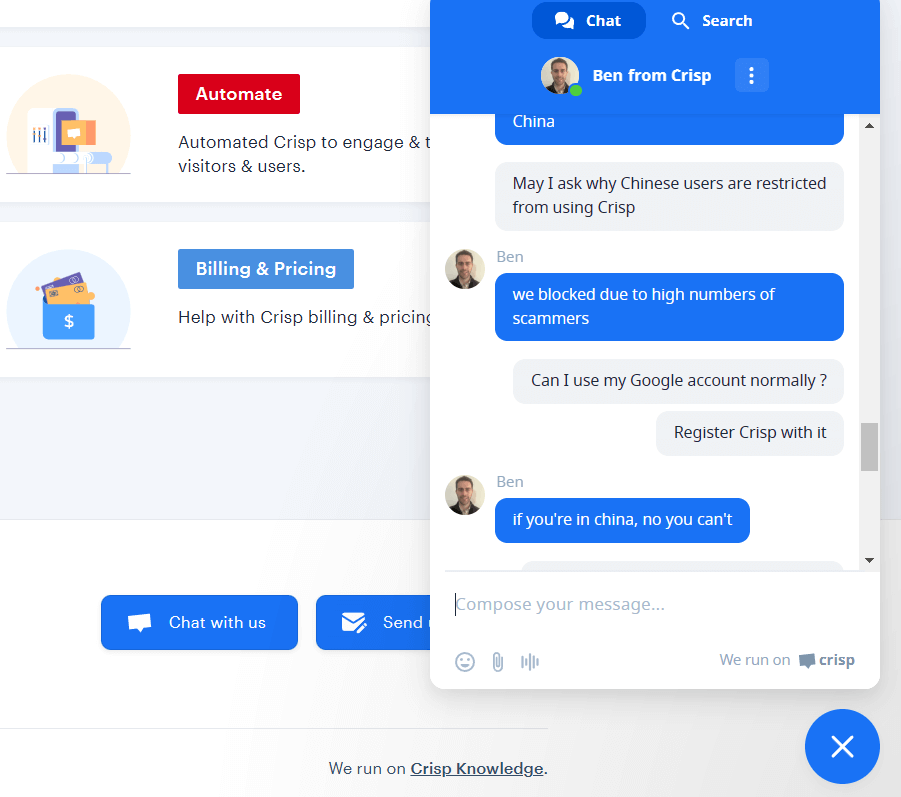 Chat
Search
Ben from Crisp
China
May I ask why Chinese users are restricted
from using Crisp
Ben
we blocked due to high numbers of
scammers
Can I use my Google account normally ?
Register Crisp with it
Ben
if you're in china, no you can't
Compose your message...
We run on crisp
Automate
Automated Crisp to engage & t
visitors & users.
Billing & Pricing
$
Help with Crisp billing & pricing
Chat with us
Send
We run on Crisp Knowledge.